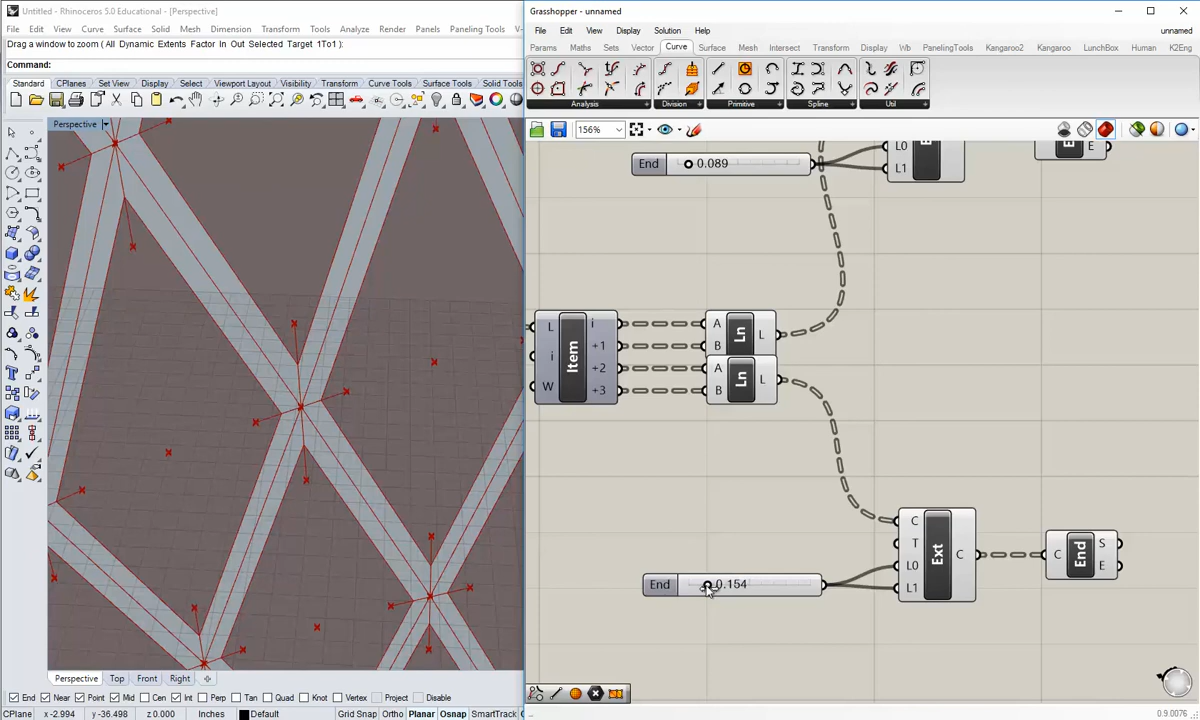 Untitled - Rhinoceros 5.0 Educational - [Perspective]
File Edit View Curve Surface Solid Mesh Dimension Transform Tools Analyze Render Panels Paneling Tools V-
Drag a window to zoom ( All Dynamic Extents Factor In Out Selected Target 1To1 ):
Command:
Standard CPlanes Set View Display Select Viewport Layout Visibility Transform Curve Tools Surface Tools Solid Tools
Perspective
Perspective Top Front Right
End Near Point Mid Cen Int Perp Tan Quad Knot Vertex Project Disable
CPlane x -2.994 y -36.498 z 0.000 Inches Default Grid Snap Ortho Planar Osnap SmartTrack
Grasshopper - unnamed
File Edit View Display Solution Help
unnamed
Params Maths Sets Vector Curve Surface Mesh Intersect Transform Display Wb PanelingTools Kangaroo2 Kangaroo LunchBox Human K2Eng
Analysis Division Primitive Spline Util
156%
End 0.089
L0
L1
E
L i W Item i +1 +2 +3
A B Ln L
A B Ln L
End 0.154
C T L0 L1 Ext C
C End S E
0.9.0076